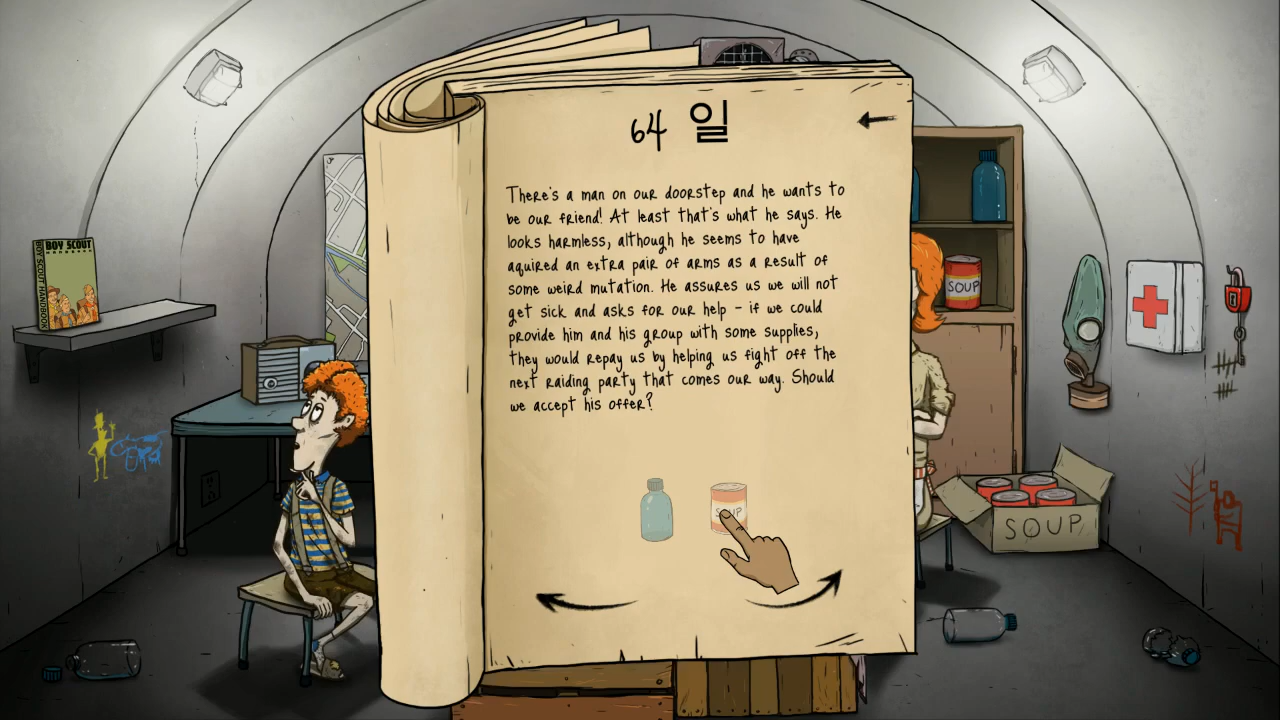 64 일
There's a man on our doorstep and he wants to
be our friend! At least that's what he says. He
looks harmless, although he seems to have
aquired an extra pair of arms as a result of
some weird mutation. He assures us we will not
get sick and asks for our help - if we could
provide him and his group with some supplies,
they would repay us by helping us fight off the
next raiding party that comes our way. Should
we accept his offer?
SOUP
BOY SCOUT
BOY SCOUT HANDBOOK
SOUP
SOUP